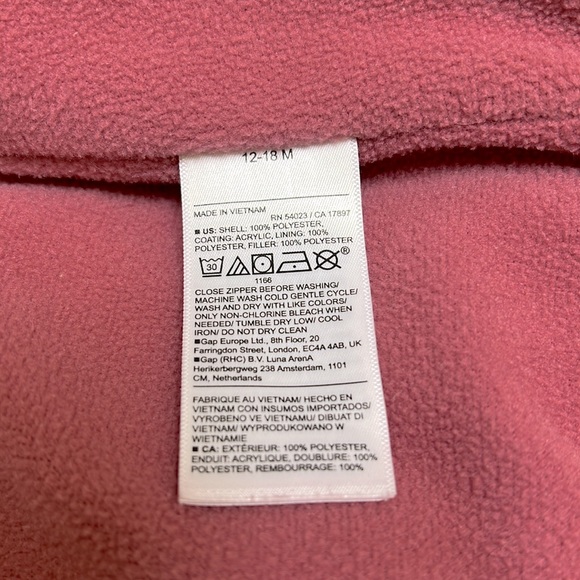 12-18 M
MADE IN VIETNAM
RN 54023 / CA 17897
■ US: SHELL: 100% POLYESTER,
COATING: ACRYLIC, LINING: 100%
POLYESTER, FILLER: 100% POLYESTER
30
®
1166
CLOSE ZIPPER BEFORE WASHING/
MACHINE WASH COLD GENTLE CYCLE/
WASH AND DRY WITH LIKE COLORS/
ONLY NON-CHLORINE BLEACH WHEN
NEEDED/ TUMBLE DRY LOW/ COOL
IRON/ DO NOT DRY CLEAN
■Gap Europe Ltd., 8th Floor, 20
Farringdon Street, London, EC4A 4AB, UK
■Gap (RHC) B.V. Luna ArenA
Herikerbergweg 238 Amsterdam, 1101
CM, Netherlands
FABRIQUE AU VIETNAM/ HECHO EN
VIETNAM CON INSUMOS IMPORTADOS/
VYROBENO VE VIETNAMU/ DIBUAT DI
VIETNAM/ WYPRODUKOWANO W
WIETNAMIE
■ CA: EXTÉRIEUR: 100% POLYESTER,
ENDUIT: ACRYLIQUE, DOUBLURE: 100%
POLYESTER, REMBOURRAGE: 100%